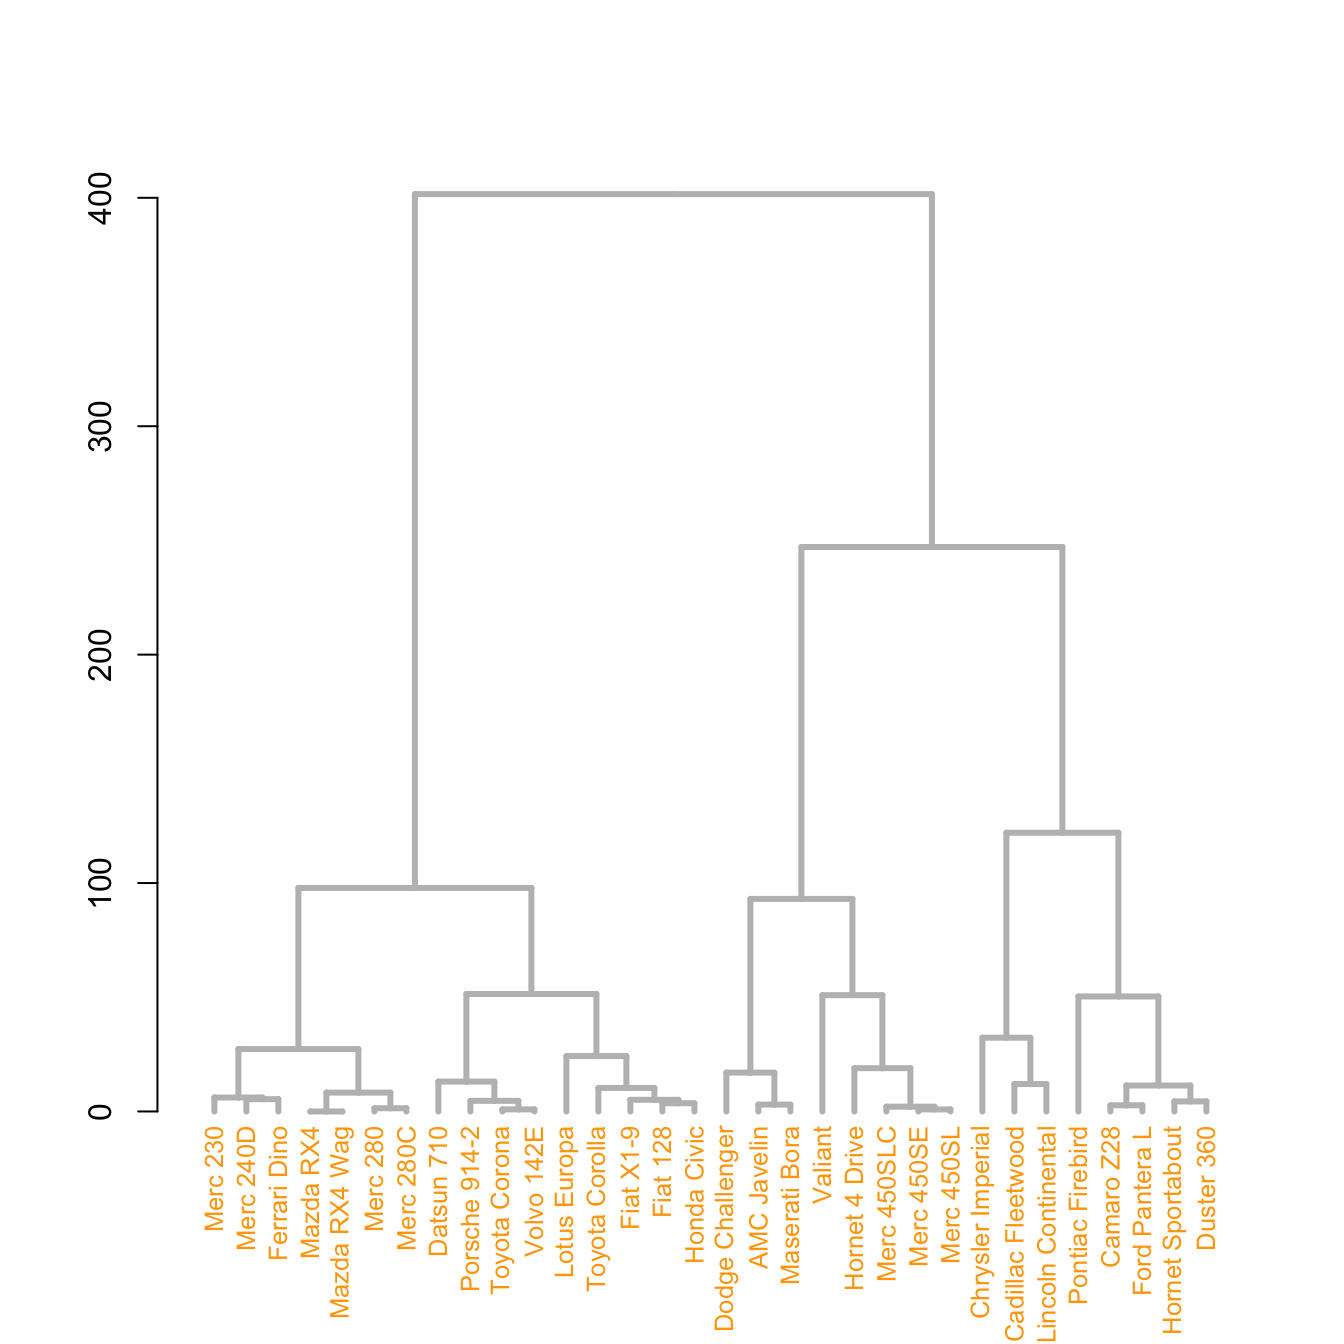 400
300
200
100
0
Merc 230
Merc 240D
Ferrari Dino
Mazda RX4
Mazda RX4 Wag
Merc 280
Merc 280C
Datsun 710
Porsche 914-2
Toyota Corona
Volvo 142E
Lotus Europa
Toyota Corolla
Fiat X1-9
Fiat 128
Honda Civic
Dodge Challenger
AMC Javelin
Maserati Bora
Valiant
Hornet 4 Drive
Merc 450SLC
Merc 450SE
Merc 450SL
Chrysler Imperial
Cadillac Fleetwood
Lincoln Continental
Pontiac Firebird
Camaro Z28
Ford Pantera L
Hornet Sportabout
Duster 360